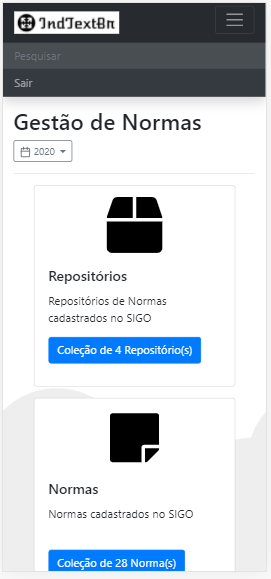 IndTextBr
Pesquisar
Sair
Gestão de Normas
2020
Repositórios
Repositórios de Normas
cadastrados no SIGO
Coleção de 4 Repositório(s)
Normas
Normas cadastrados no SIGO
Coleção de 28 Norma(s)